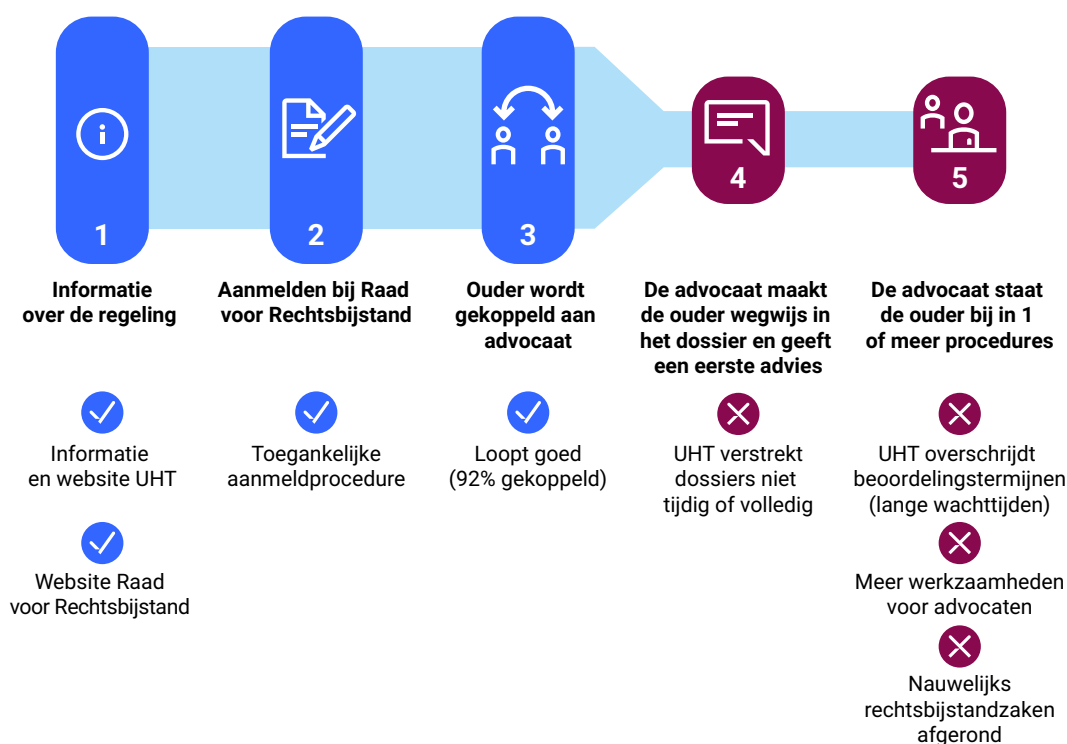 1
2
3
4
5
Informatie
over de regeling
Aanmelden bij Raad
voor Rechtsbijstand
Ouder wordt
gekoppeld aan
advocaat
De advocaat maakt
de ouder wegwijs in
het dossier en geeft
een eerste advies
De advocaat staat
de ouder bij in 1
of meer procedures
Informatie
en website UHT
Website Raad
voor Rechtsbijstand
Toegankelijke
aanmeldprocedure
Loopt goed
(92% gekoppeld)
UHT verstrekt
dossiers niet
tijdig of volledig
UHT overschrijdt
beoordelingstermijnen
(lange wachttijden)
Meer werkzaamheden
voor advocaten
Nauwelijks
rechtsbijstandzaken
afgerond